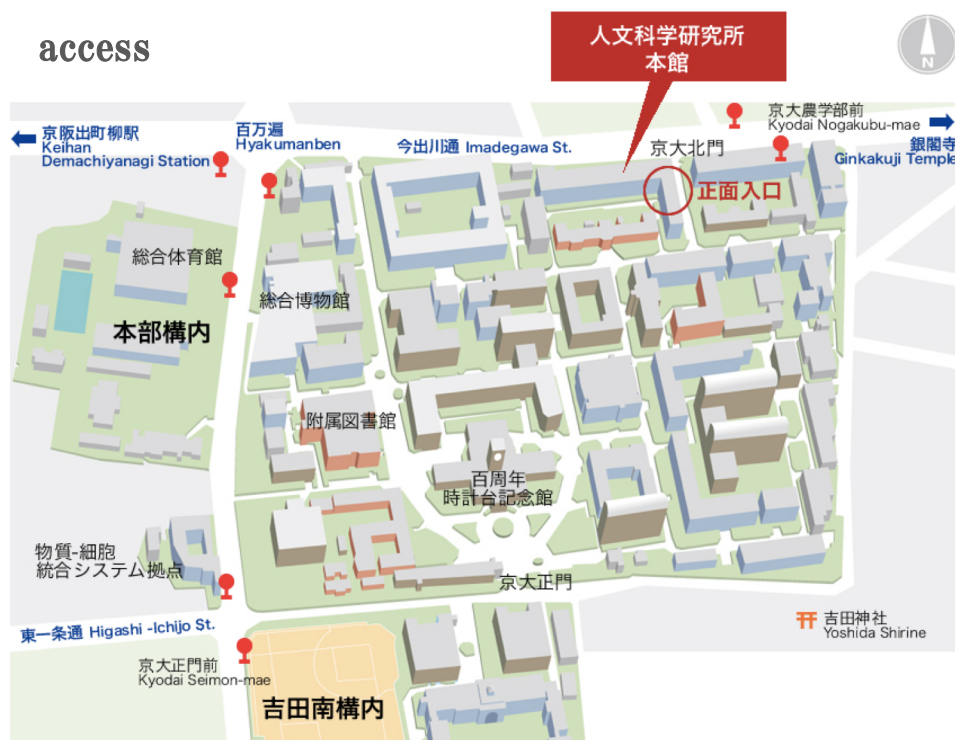 access
人文科学研究所
本館
N
京阪出町柳駅
Keihan
Demachiyanagi Station
百万遍
Hyakumanben
今出川通 Imadegawa St.
京大北門
京大農学部前
Kyodai Nogakubu-mae
銀閣寺
Ginkakuji Temple
正面入口
総合体育館
総合博物館
本部構内
附属図書館
百周年
時計台記念館
物質-細胞
統合システム拠点
京大正門
東一条通 Higashi -Ichijo St.
吉田神社
Yoshida Shirine
京大正門前
Kyodai Seimon-mae
吉田南構内